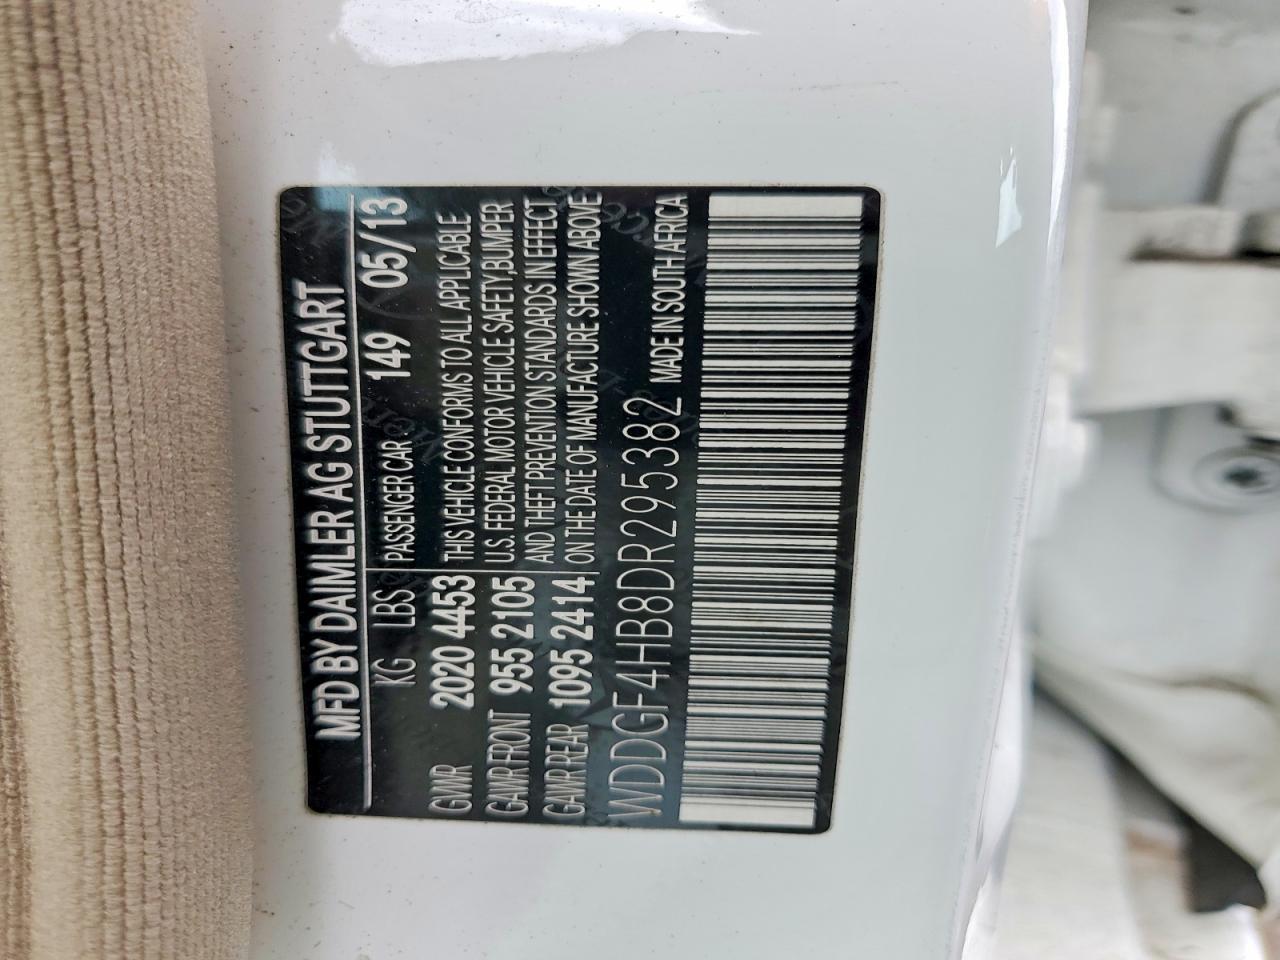 MFD BY DAIMLER AG STUTTGART
KG LBS PASSENGER CAR 149 05/13
GVWR 2020 4453 THIS VEHICLE CONFORMS TO ALL APPLICABLE
GAWR FRONT 955 2105 U.S. FEDERAL MOTOR VEHICLE SAFETY,BUMPER
AND THEFT PREVENTION STANDARDS IN EFFECT
GAWR REAR 1095 2414 ON THE DATE OF MANUFACTURE SHOWN ABOVE
WDDGF4HB8DR295382 MADE IN SOUTH AFRICA